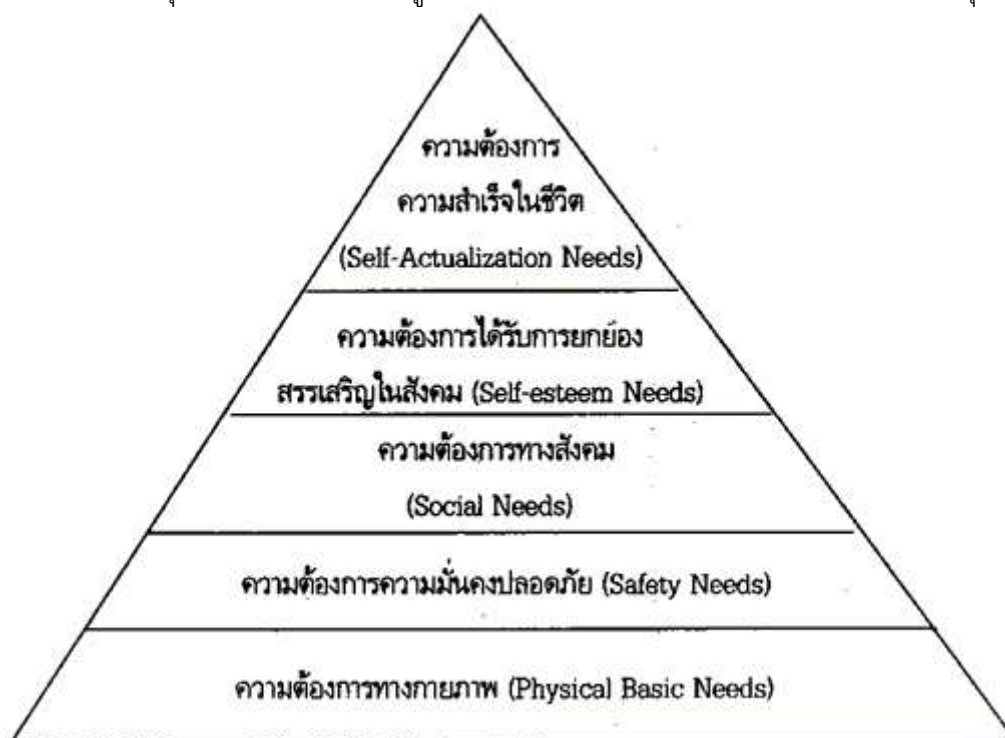 ความต้องการ
ความสำเร็จในชีวิต
(Self-Actualization Needs)
ความต้องการได้รับการยกย่อง
สรรเสริญในสังคม (Self-esteem Needs)
ความต้องการทางสังคม
(Social Needs)
ความต้องการความมั่นคงปลอดภัย (Safety Needs)
ความต้องการทางกายภาพ (Physical Basic Needs)